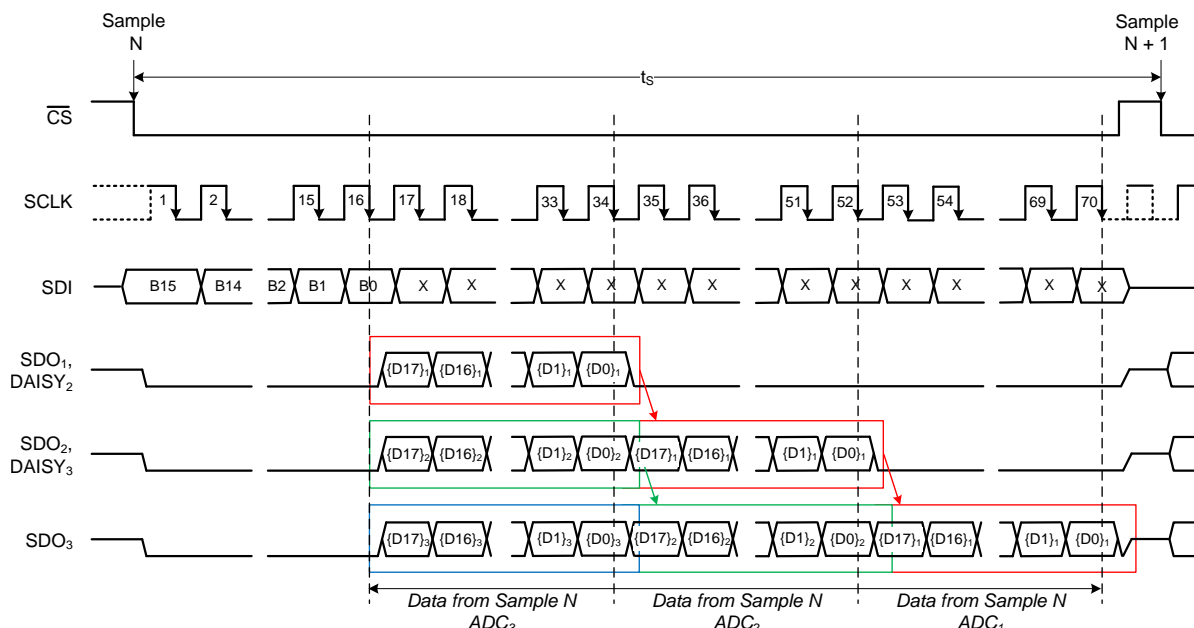 Sample N
Sample N + 1
tS
CS
SCLK 1 2 15 16 17 18 33 34 35 36 51 52 53 54 69 70
SDI B15 B14 B2 B1 B0 X X X X X X X X X X X X
SDO1, {D17}1 {D16}1 {D1}1 {D0}1
DAISY2
SDO2, {D17}2 {D16}2 {D1}2 {D0}2 {D17}1 {D16}1 {D1}1 {D0}1
DAISY3
SDO3 {D17}3 {D16}3 {D1}3 {D0}3 {D17}2 {D16}2 {D1}2 {D0}2 {D17}1 {D16}1 {D1}1 {D0}1
Data from Sample N Data from Sample N Data from Sample N
ADC3 ADC2 ADC1